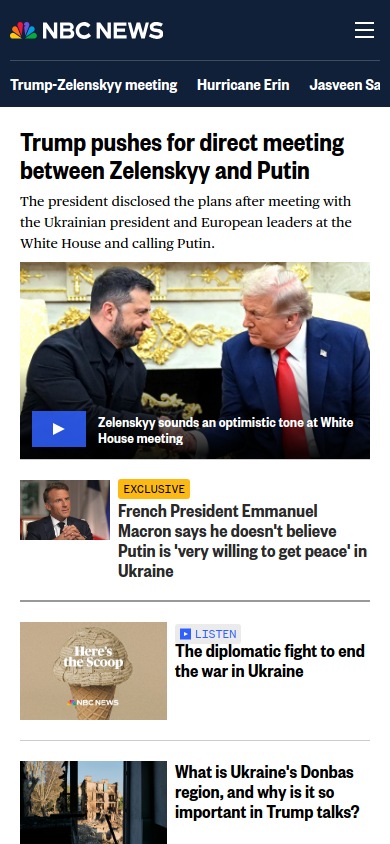 NBC NEWS
Trump-Zelenskyy meeting
Hurricane Erin
Jasveen Sa
Trump pushes for direct meeting
between Zelenskyy and Putin
The president disclosed the plans after meeting with
the Ukrainian president and European leaders at the
White House and calling Putin.
Zelenskyy sounds an optimistic tone at White
House meeting
EXCLUSIVE
French President Emmanuel
Macron says he doesn't believe
Putin is 'very willing to get peace' in
Ukraine
Here's
the Scoop
NBC NEWS
LISTEN
The diplomatic fight to end
the war in Ukraine
What is Ukraine's Donbas
region, and why is it so
important in Trump talks?